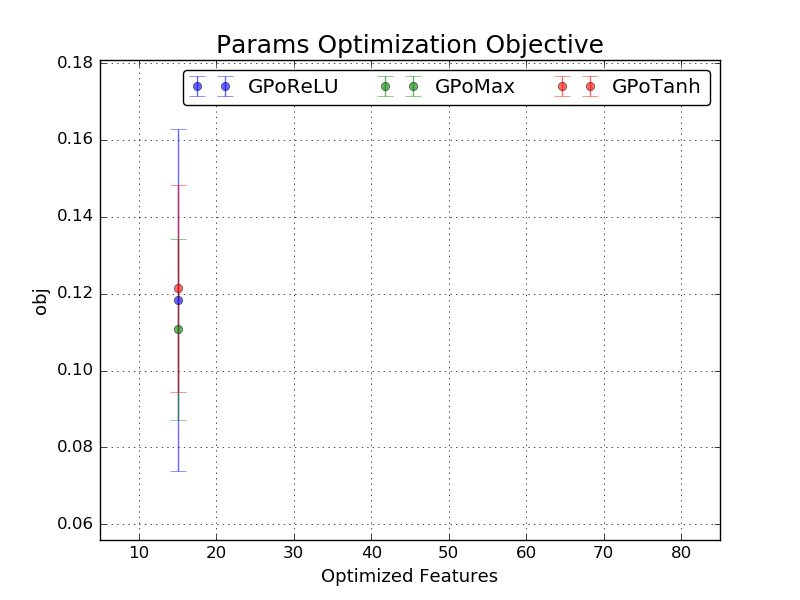 Params Optimization Objective
GPoReLU GPoMax GPoTanh
0.18
0.16
0.14
0.12
0.10
0.08
0.06
obj
10 20 30 40 50 60 70 80
Optimized Features